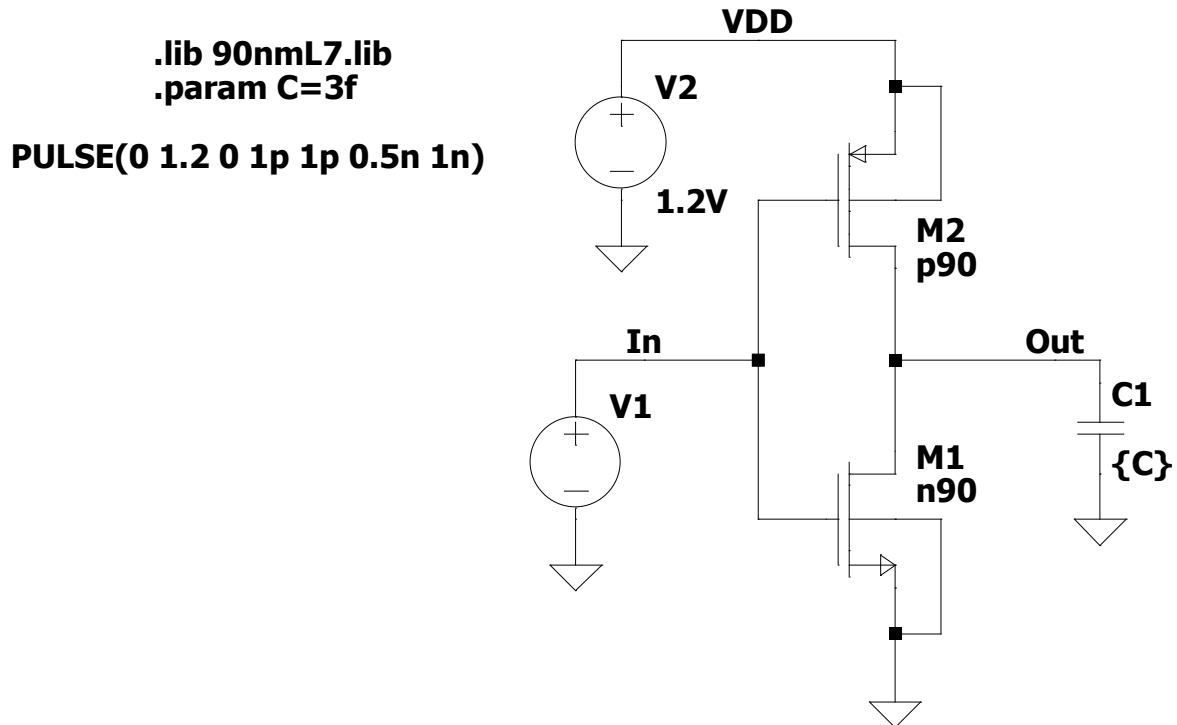 .lib 90nmL7.lib
.param C=3f
PULSE(0 1.2 0 1p 1p 0.5n 1n)
VDD
V2
1.2V
M2
p90
In
Out
V1
C1
{C}
M1
n90